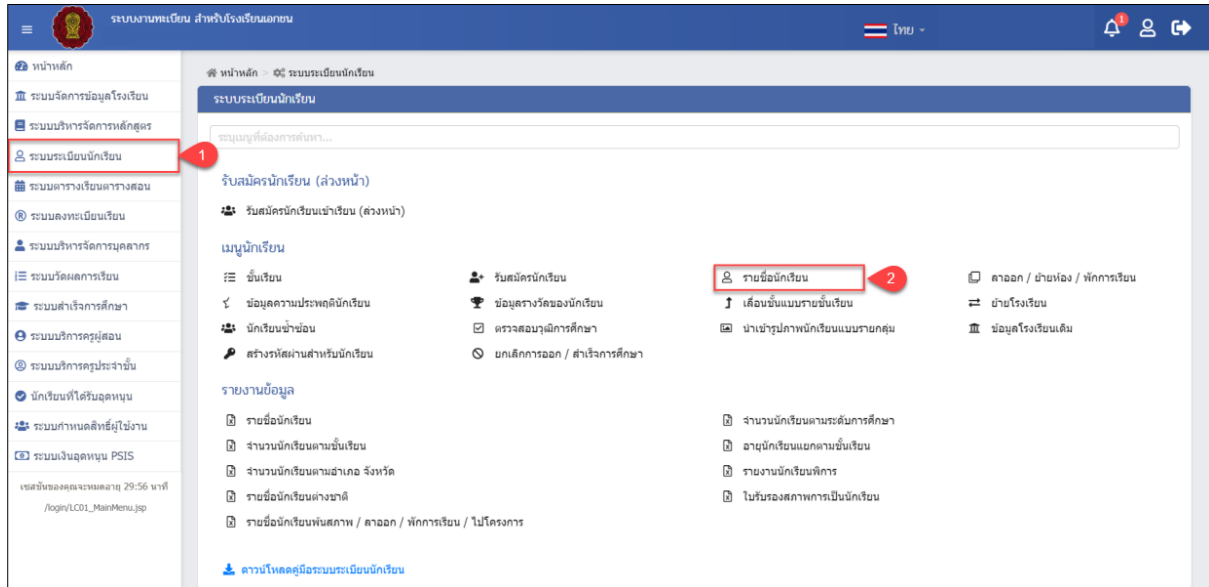 ระบบงานทะเบียน สำหรับโรงเรียนเอกชน
ไทย
1
หน้าหลัก
ระบบจัดการข้อมูลโรงเรียน
ระบบบริหารจัดการหลักสูตร
ระบบระเบียนนักเรียน
1
ระบบตารางเรียนตารางสอน
ระบบลงทะเบียนเรียน
ระบบบริหารจัดการบุคลากร
ระบบวัดผลการเรียน
ระบบสำเร็จการศึกษา
ระบบบริการครูผู้สอน
ระบบบริการครูประจำชั้น
นักเรียนที่ได้รับอุดหนุน
ระบบกำหนดสิทธิ์ผู้ใช้งาน
ระบบเงินอุดหนุน PSIS
เซสชันของคุณจะหมดอายุ 29:56 นาที
/login/LC01_MainMenu.jsp
หน้าหลัก > ระบบระเบียนนักเรียน
ระบบระเบียนนักเรียน
ระบุเมนูที่ต้องการค้นหา...
รับสมัครนักเรียน (ล่วงหน้า)
รับสมัครนักเรียนเข้าเรียน (ล่วงหน้า)
เมนูนักเรียน
ชั้นเรียน รับสมัครนักเรียน รายชื่อนักเรียน 2 ลาออก / ย้ายห้อง / พักการเรียน
ข้อมูลความประพฤตินักเรียน ข้อมูลรางวัลของนักเรียน เลื่อนชั้นแบบรายชั้นเรียน ย้ายโรงเรียน
นักเรียนซ้ำซ้อน ตรวจสอบวุฒิการศึกษา นำเข้ารูปภาพนักเรียนแบบรายกลุ่ม ข้อมูลโรงเรียนเดิม
สร้างรหัสผ่านสำหรับนักเรียน ยกเลิกการออก / สำเร็จการศึกษา
รายงานข้อมูล
รายชื่อนักเรียน จำนวนนักเรียนตามระดับการศึกษา
จำนวนนักเรียนตามชั้นเรียน อายุนักเรียนแยกตามชั้นเรียน
จำนวนนักเรียนตามอำเภอ จังหวัด รายงานนักเรียนพิการ
รายชื่อนักเรียนต่างชาติ ใบรับรองสภาพการเป็นนักเรียน
รายชื่อนักเรียนพ้นสภาพ / ลาออก / พักการเรียน / ไปโครงการ
ดาวน์โหลดคู่มือระบบระเบียนนักเรียน